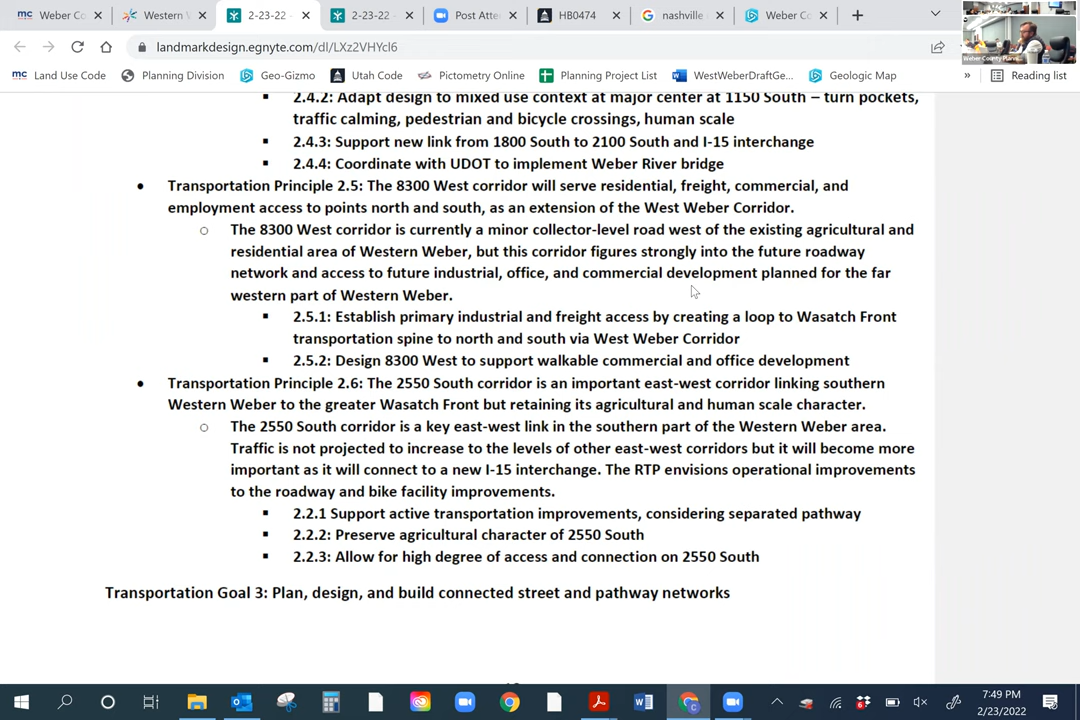 Weber Co
Western V
2-23-22 -
2-23-22 -
Post Atte
HB0474
nashville
Weber Co
landmarkdesign.egnyte.com/dl/LXz2VHYcl6
Weber County Plann
mc Land Use Code
Planning Division
Geo-Gizmo
Utah Code
Pictometry Online
Planning Project List
WestWeberDraftGe...
Geologic Map
»
Reading list
2.4.2: Adapt design to mixed use context at major center at 1150 South – turn pockets,
traffic calming, pedestrian and bicycle crossings, human scale
2.4.3: Support new link from 1800 South to 2100 South and I-15 interchange
2.4.4: Coordinate with UDOT to implement Weber River bridge
Transportation Principle 2.5: The 8300 West corridor will serve residential, freight, commercial, and
employment access to points north and south, as an extension of the West Weber Corridor.
The 8300 West corridor is currently a minor collector-level road west of the existing agricultural and
residential area of Western Weber, but this corridor figures strongly into the future roadway
network and access to future industrial, office, and commercial development planned for the far
western part of Western Weber.
2.5.1: Establish primary industrial and freight access by creating a loop to Wasatch Front
transportation spine to north and south via West Weber Corridor
2.5.2: Design 8300 West to support walkable commercial and office development
Transportation Principle 2.6: The 2550 South corridor is an important east-west corridor linking southern
Western Weber to the greater Wasatch Front but retaining its agricultural and human scale character.
The 2550 South corridor is a key east-west link in the southern part of the Western Weber area.
Traffic is not projected to increase to the levels of other east-west corridors but it will become more
important as it will connect to a new I-15 interchange. The RTP envisions operational improvements
to the roadway and bike facility improvements.
2.2.1 Support active transportation improvements, considering separated pathway
2.2.2: Preserve agricultural character of 2550 South
2.2.3: Allow for high degree of access and connection on 2550 South
Transportation Goal 3: Plan, design, and build connected street and pathway networks
7:49 PM
2/23/2022